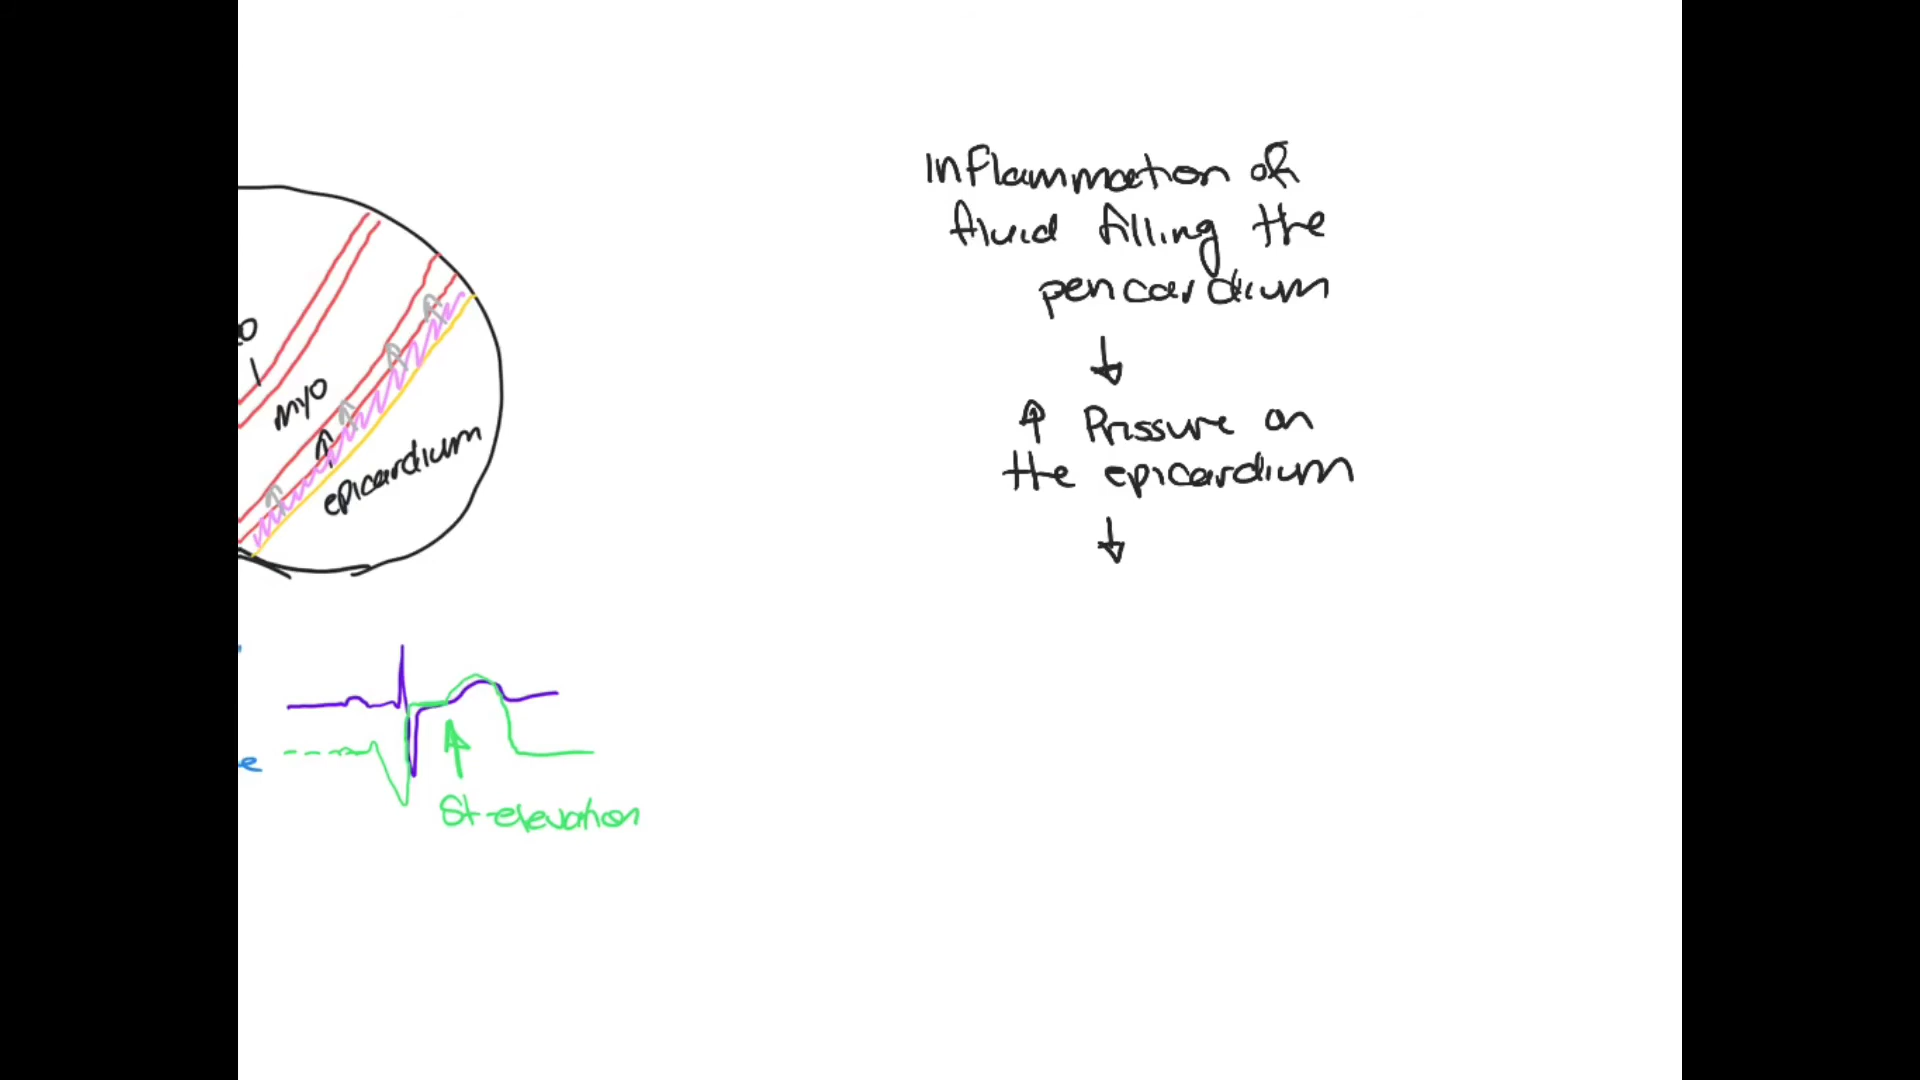 Inflammation of
fluid filling the
pericardium
↓
↑ Pressure on
the epicardium
↓
myo
epicardium
e
St-elevation